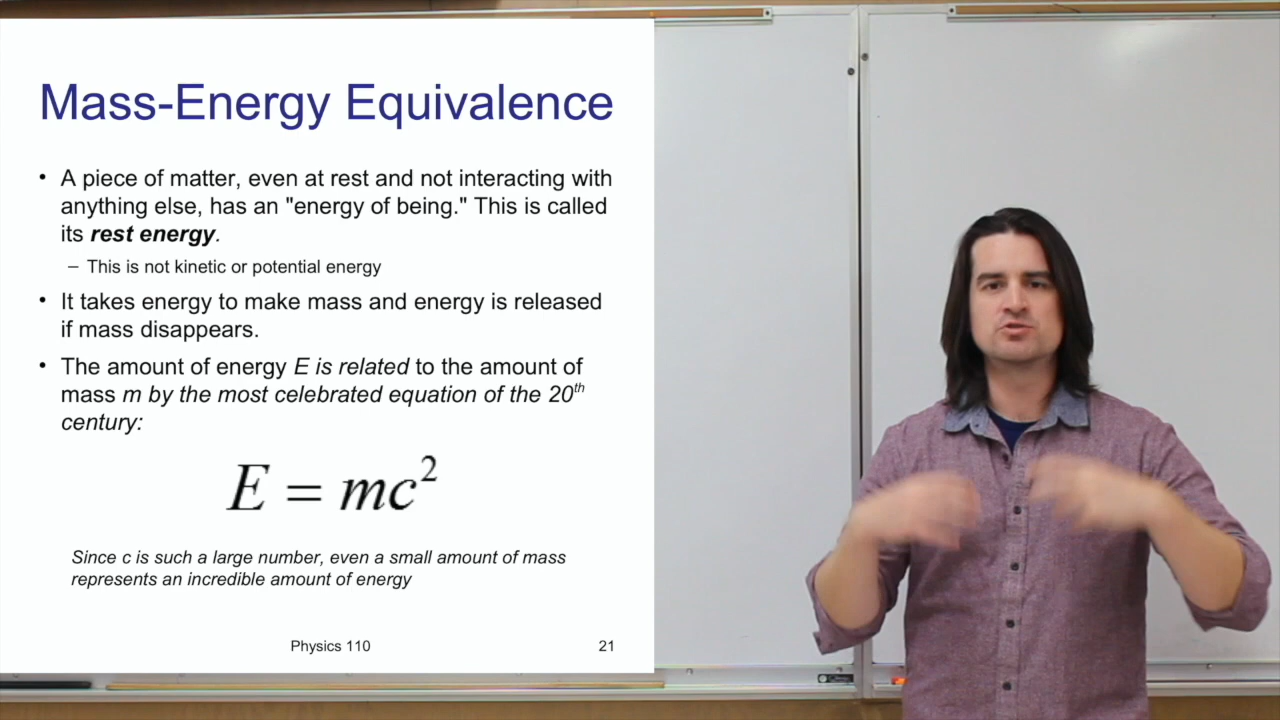 Mass-Energy Equivalence
• A piece of matter, even at rest and not interacting with
anything else, has an "energy of being." This is called
its rest energy.
– This is not kinetic or potential energy
• It takes energy to make mass and energy is released
if mass disappears.
• The amount of energy E is related to the amount of
mass m by the most celebrated equation of the 20th
century:
E = mc²
Since c is such a large number, even a small amount of mass
represents an incredible amount of energy
Physics 110
21